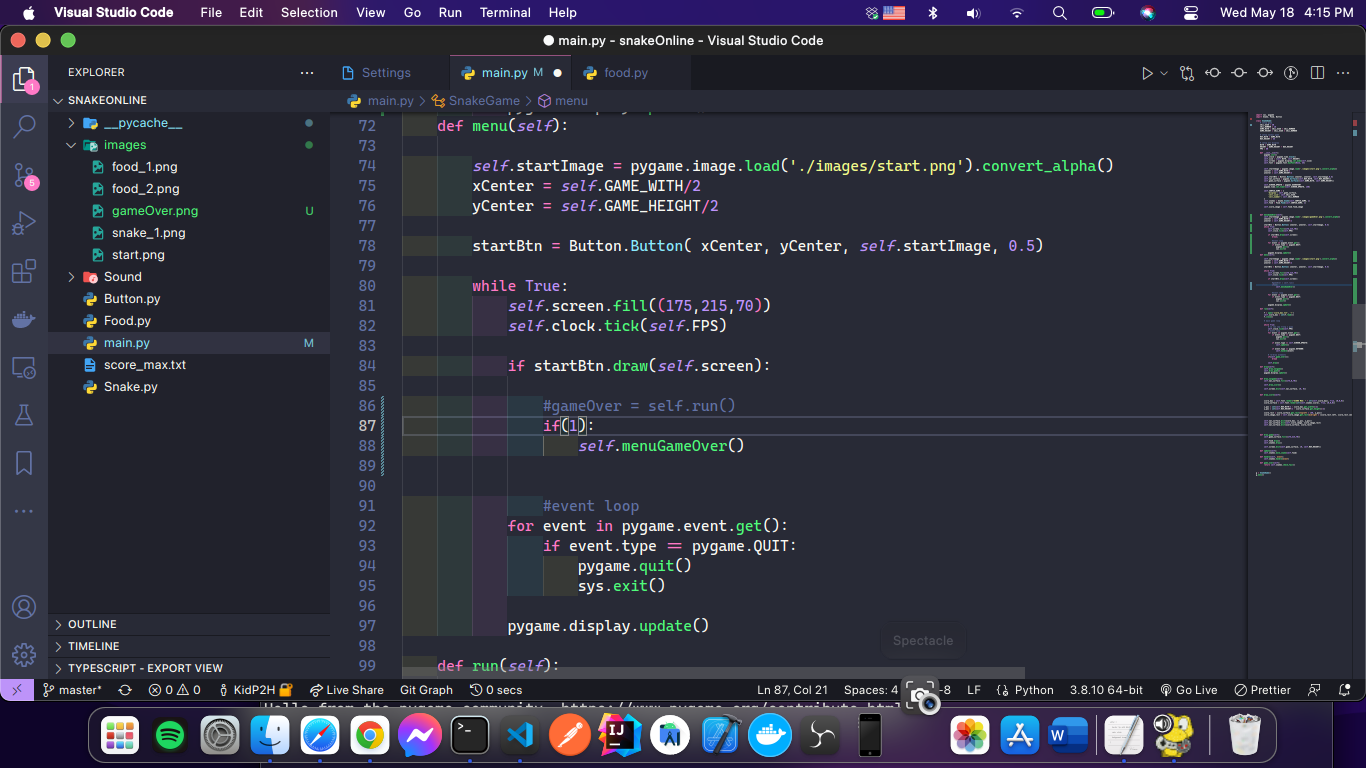 Visual Studio Code File Edit Selection View Go Run Terminal Help Wed May 18 4:15 PM
main.py - snakeOnline - Visual Studio Code
EXPLORER
Settings main.py M food.py
SNAKEONLINE
main.py > SnakeGame > menu
__pycache__
images
food_1.png
food_2.png
gameOver.png U
snake_1.png
start.png
Sound
Button.py
Food.py
main.py M
score_max.txt
Snake.py
OUTLINE
TIMELINE
TYPESCRIPT - EXPORT VIEW
1
5
72 def menu(self):
73
74 self.startImage = pygame.image.load('./images/start.png').convert_alpha()
75 xCenter = self.GAME_WITH/2
76 yCenter = self.GAME_HEIGHT/2
77
78 startBtn = Button.Button( xCenter, yCenter, self.startImage, 0.5)
79
80 while True:
81 self.screen.fill((175,215,70))
82 self.clock.tick(self.FPS)
83
84 if startBtn.draw(self.screen):
85
86 #gameOver = self.run()
87 if(1):
88 self.menuGameOver()
89
90
91 #event loop
92 for event in pygame.event.get():
93 if event.type == pygame.QUIT:
94 pygame.quit()
95 sys.exit()
96
97 pygame.display.update()
98
99 def run(self):
Spectacle
master* 0 0 KidP2H Live Share Git Graph 0 secs Ln 87, Col 21 Spaces: 4 -8 LF Python 3.8.10 64-bit Go Live Prettier
Hello from the pygame community. https://www.pygame.org/contribute.html